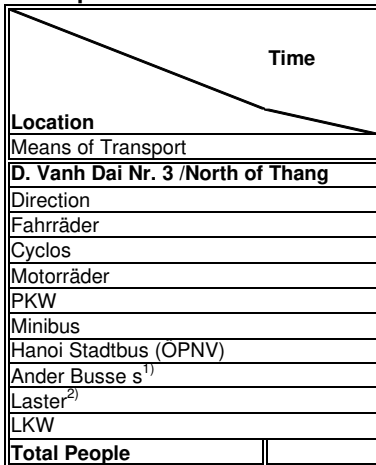 Time
Location
Means of Transport
D. Vanh Dai Nr. 3 /North of Thang
Direction
Fahrräder
Cyclos
Motorräder
PKW
Minibus
Hanoi Stadtbus (ÖPNV)
Ander Busse s1)
Laster2)
LKW
Total People